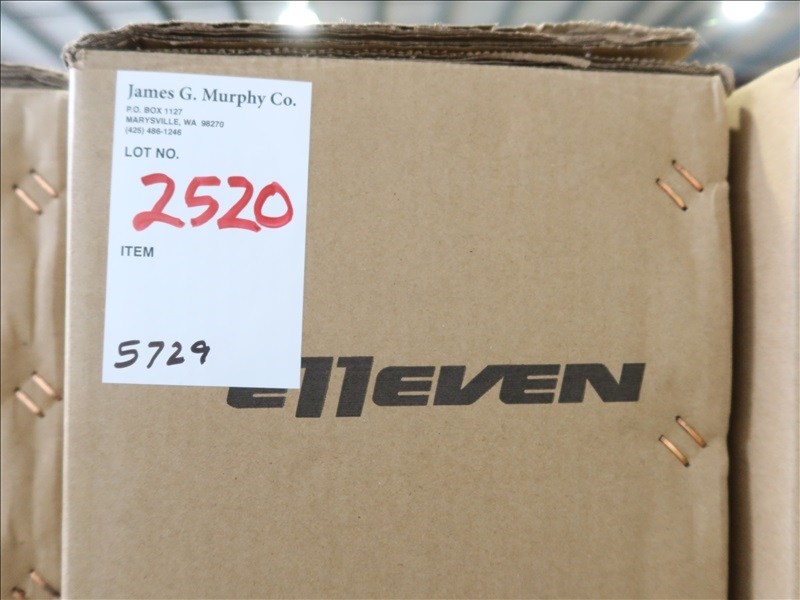 James G. Murphy Co.
P.O. BOX 1127
MARYSVILLE, WA 98270
(425) 486-1246
LOT NO.
2520
ITEM
5729
e11even